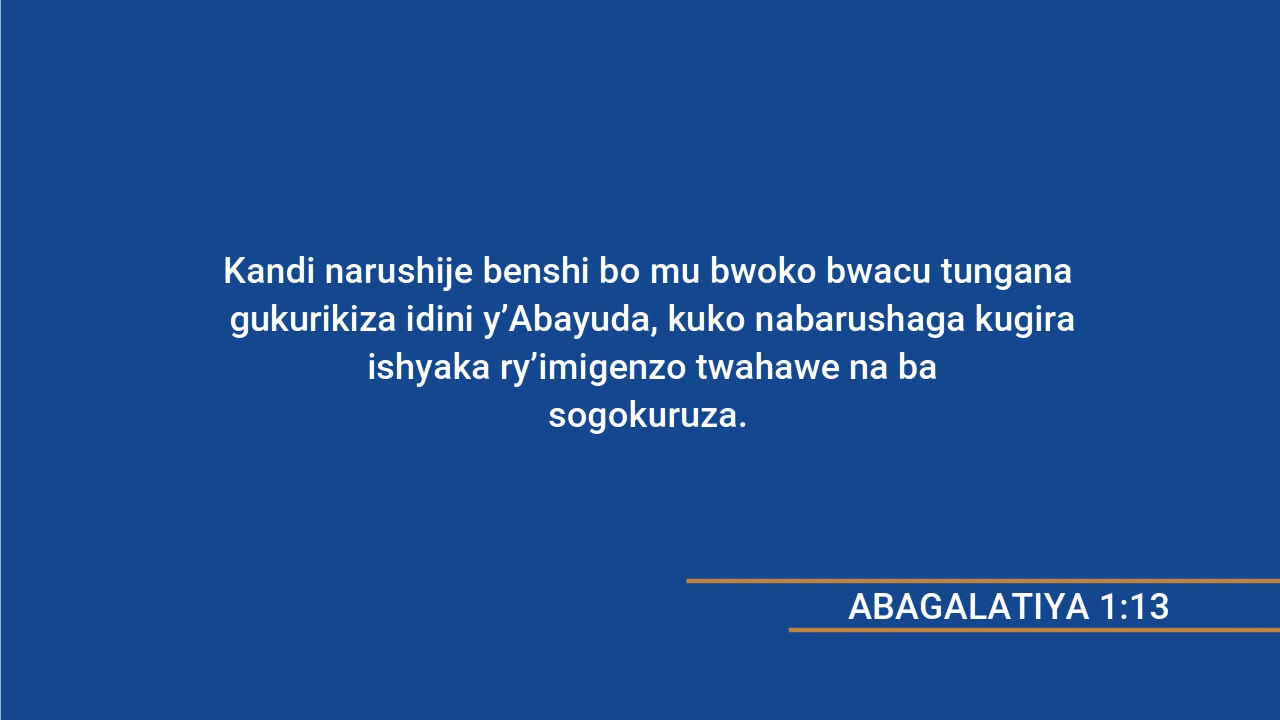 Kandi narushije benshi bo mu bwoko bwacu tungana
gukurikiza idini y’Abayuda, kuko nabarushaga kugira
ishyaka ry’imigenzo twahawe na ba
sogokuruza.
ABAGALATIYA 1:13